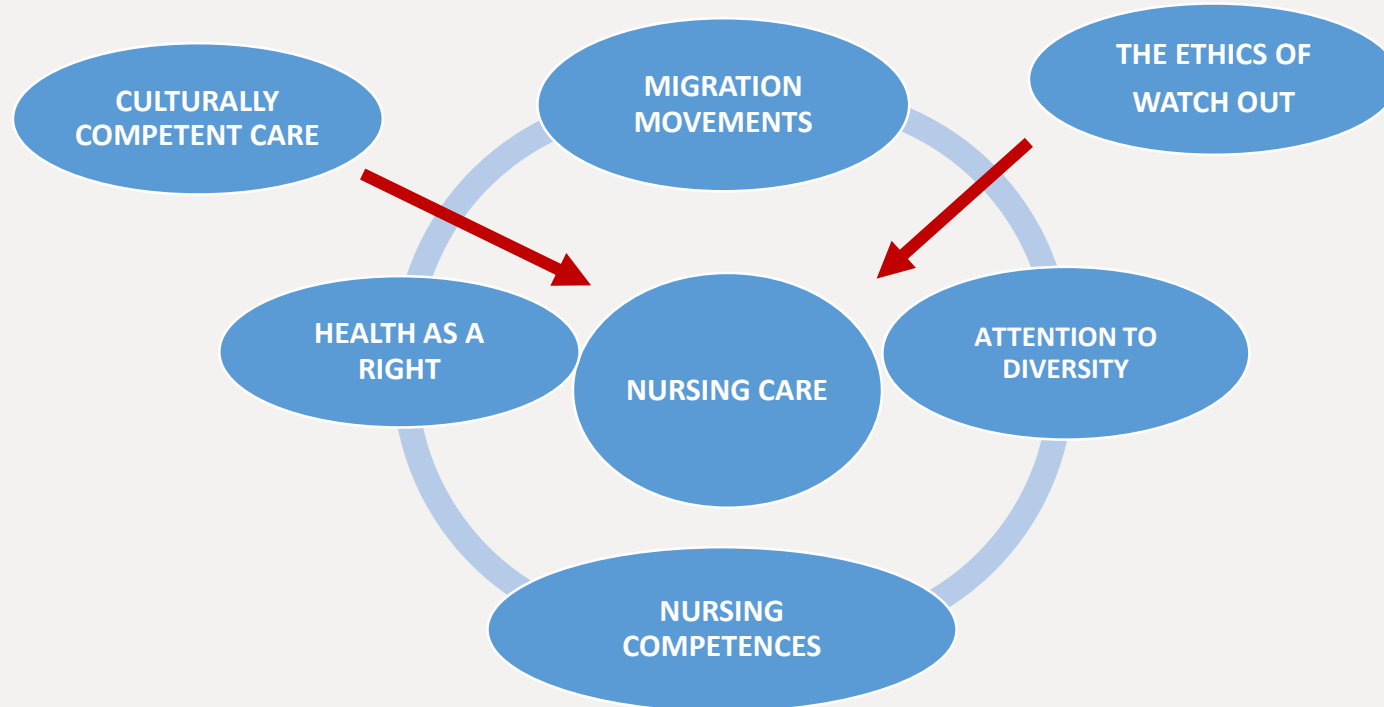 CULTURALLY
COMPETENT CARE
MIGRATION
MOVEMENTS
THE ETHICS OF
WATCH OUT
HEALTH AS A
RIGHT
NURSING CARE
ATTENTION TO
DIVERSITY
NURSING
COMPETENCES